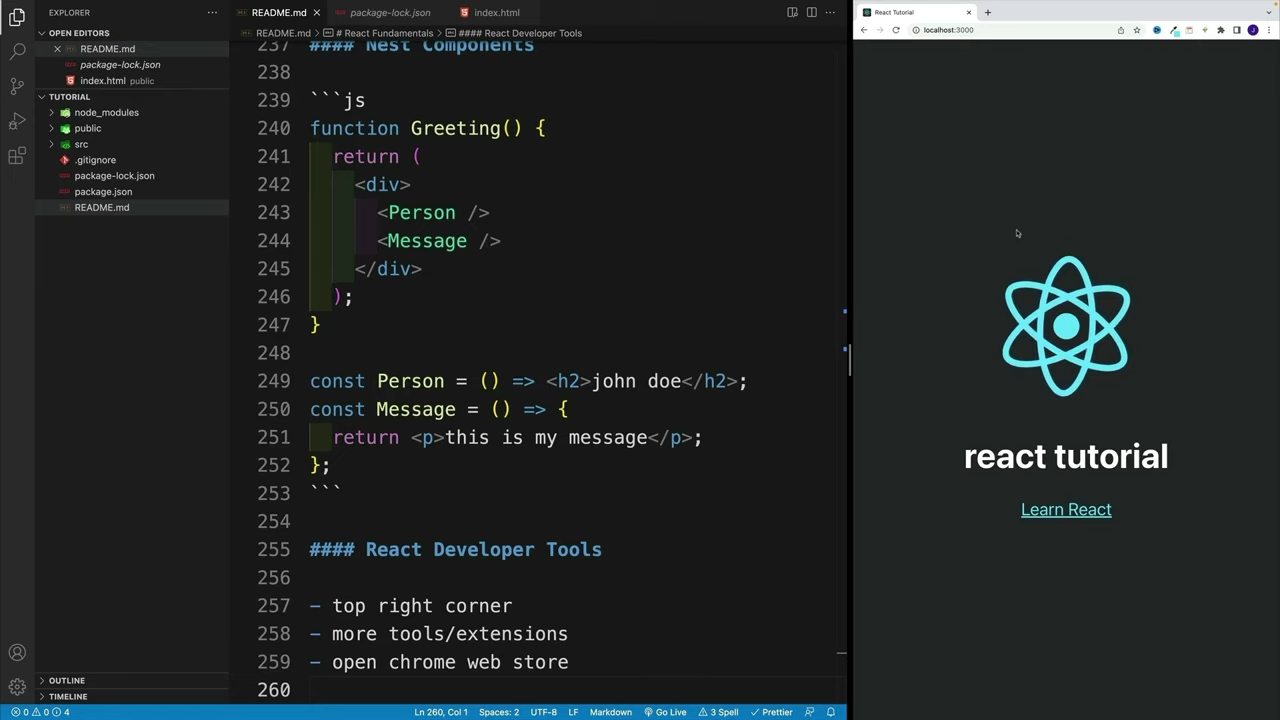 EXPLORER
OPEN EDITORS
README.md
package-lock.json
index.html public
TUTORIAL
node_modules
public
src
.gitignore
package-lock.json
package.json
README.md
OUTLINE
TIMELINE
README.md
package-lock.json
index.html
README.md > # React Fundamentals > #### React Developer Tools
237 #### Nest Components
238
239 ```js
240 function Greeting() {
241 return (
242 <div>
243 <Person />
244 <Message />
245 </div>
246 );
247 }
248
249 const Person = () => <h2>john doe</h2>;
250 const Message = () => {
251 return <p>this is my message</p>;
252 };
253 ```
254
255 #### React Developer Tools
256
257 - top right corner
258 - more tools/extensions
259 - open chrome web store
260
0 0 4 Ln 260, Col 1 Spaces: 2 UTF-8 LF Markdown Go Live 3 Spell Prettier
React Tutorial
localhost:3000
J
react tutorial
Learn React